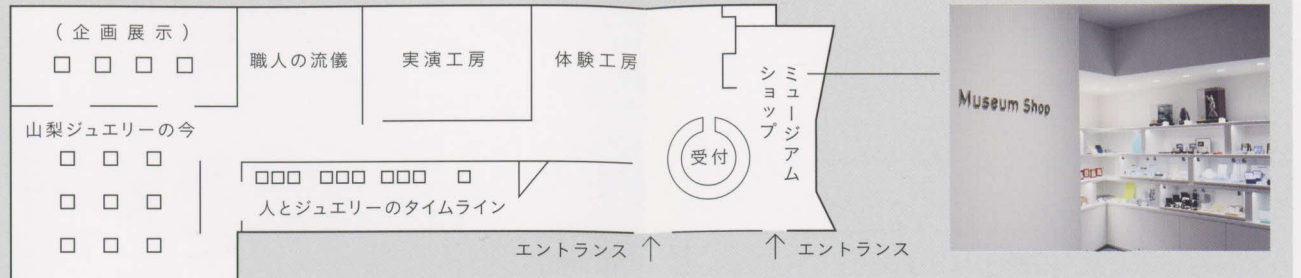 （企画展示）
職人の流儀
実演工房
体験工房
ミュージアム
ショップ
山梨ジュエリーの今
受付
人とジュエリーのタイムライン
エントランス
エントランス
Museum Shop